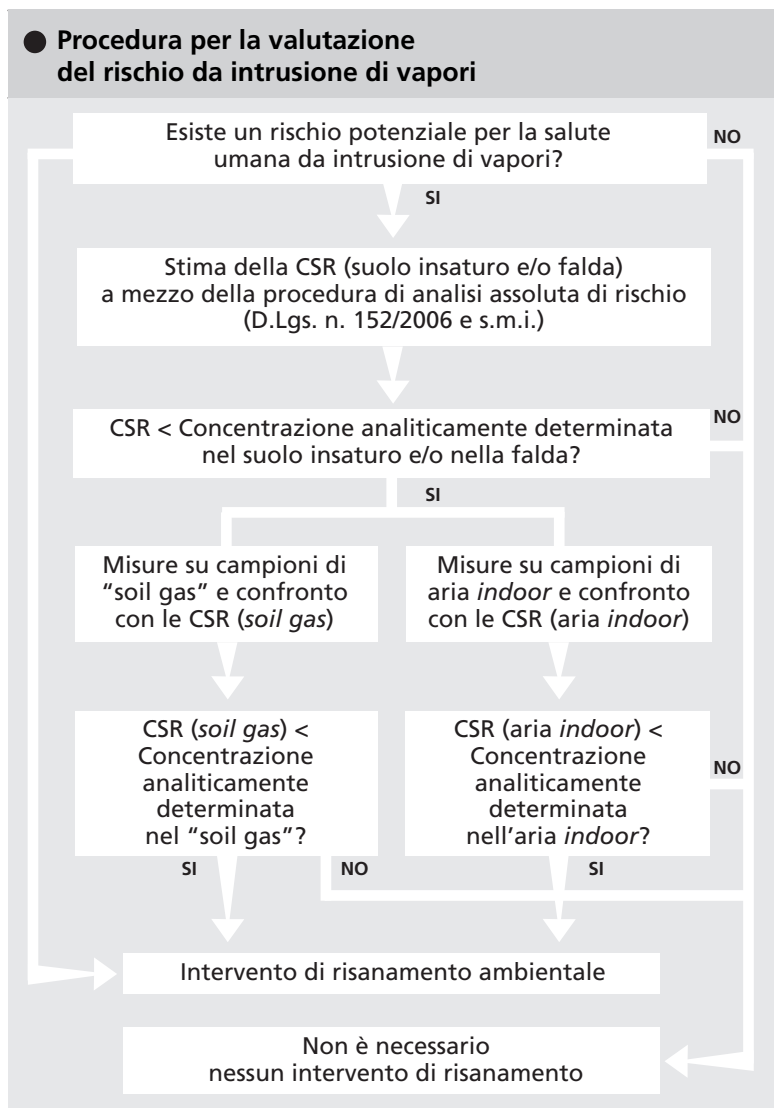 Procedura per la valutazione
del rischio da intrusione di vapori
Esiste un rischio potenziale per la salute
umana da intrusione di vapori?
NO
SI
Stima della CSR (suolo insaturo e/o falda)
a mezzo della procedura di analisi assoluta di rischio
(D.Lgs. n. 152/2006 e s.m.i.)
CSR < Concentrazione analiticamente determinata
nel suolo insaturo e/o nella falda?
NO
SI
Misure su campioni di
“soil gas” e confronto
con le CSR (soil gas)
Misure su campioni di
aria indoor e confronto
con le CSR (aria indoor)
CSR (soil gas) <
Concentrazione
analiticamente
determinata
nel “soil gas”?
CSR (aria indoor) <
Concentrazione
analiticamente
determinata
nell’aria indoor?
NO
SI
NO
SI
Intervento di risanamento ambientale
Non è necessario
nessun intervento di risanamento